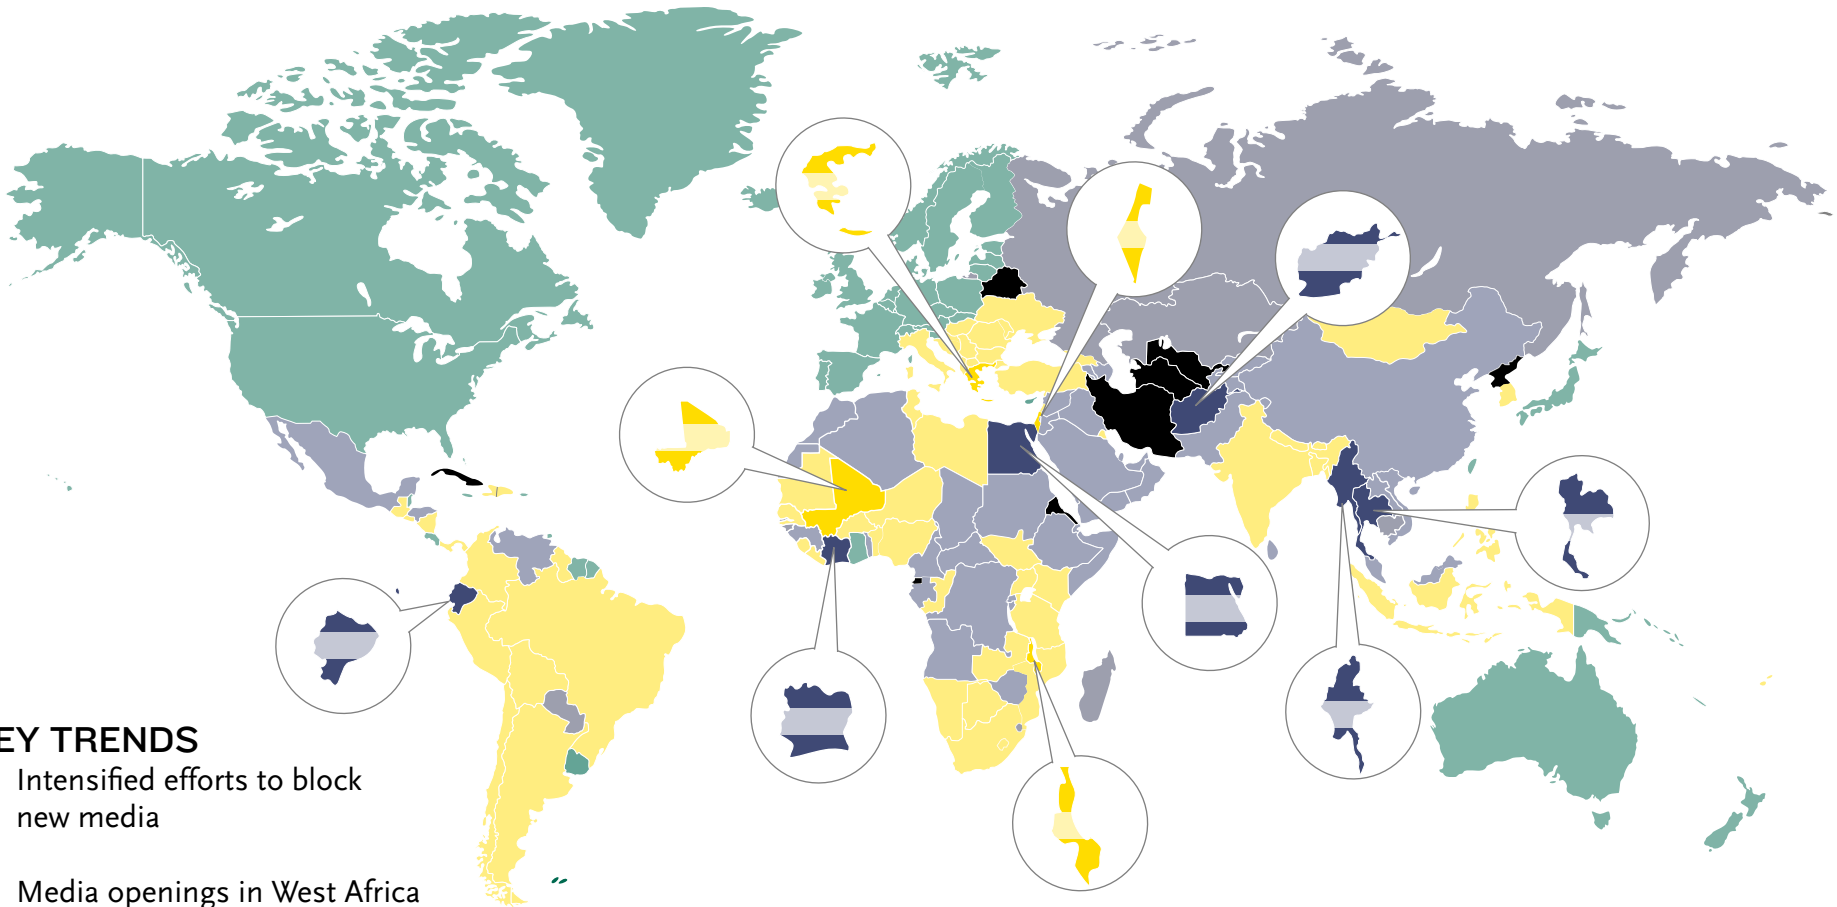 EY TRENDS
Intensified efforts to block
new media
Media openings in West Africa